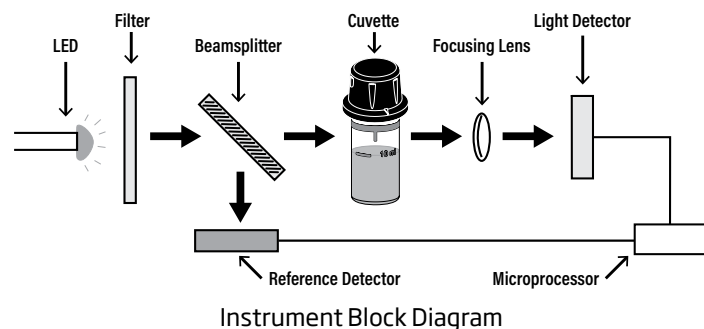 LED
Filter
Beamsplitter
Cuvette
Focusing Lens
Light Detector
10 ml
Reference Detector
Microprocessor
Instrument Block Diagram